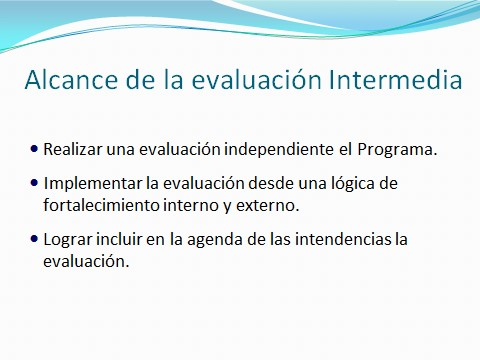 Alcance de la evaluación Intermedia
• Realizar una evaluación independiente el Programa.
• Implementar la evaluación desde una lógica de
fortalecimiento interno y externo.
• Lograr incluir en la agenda de las intendencias la
evaluación.